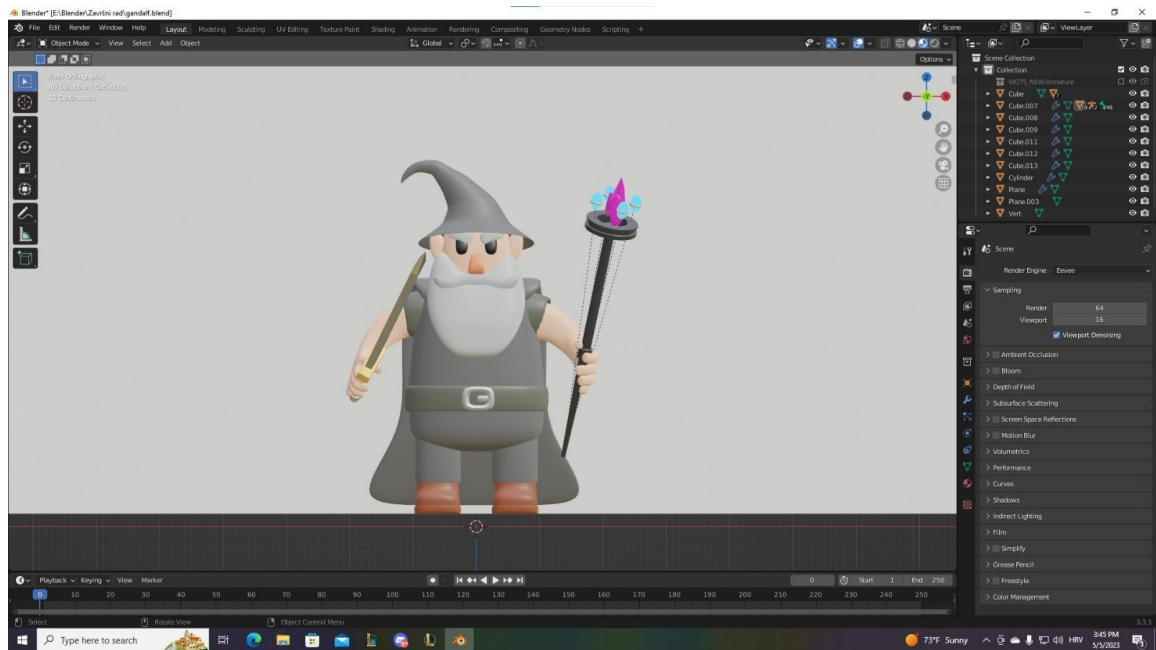 Blender* [E:\Blender\Završni rad\gandalf.blend]
File Edit Render Window Help Layout Modeling Sculpting UV Editing Texture Paint Shading Animation Rendering Compositing Geometry Nodes Scripting + Scene ViewLayer
Object Mode View Select Add Object Global
Options
Front Orthographic
(0) Collection | Circle.005
10 Centimeters
Z
Y
X
Scene Collection
Collection
WGTS_NEW-Armature
Cube
Cube.007
Cube.008
Cube.009
Cube.011
Cube.012
Cube.013
Cylinder
Plane
Plane.003
Vert
Scene
Render Engine Eevee
Sampling
Render 64
Viewport 16
Viewport Denoising
Ambient Occlusion
Bloom
Depth of Field
Subsurface Scattering
Screen Space Reflections
Motion Blur
Volumetrics
Performance
Curves
Shadows
Indirect Lighting
Film
Simplify
Grease Pencil
Freestyle
Color Management
G
Playback Keying View Marker 0 Start 1 End 250
0 10 20 30 40 50 60 70 80 90 100 110 120 130 140 150 160 170 180 190 200 210 220 230 240 250
Select Rotate View Object Context Menu 3.3.1
Type here to search 73°F Sunny HRV 3:45 PM
5/5/2023